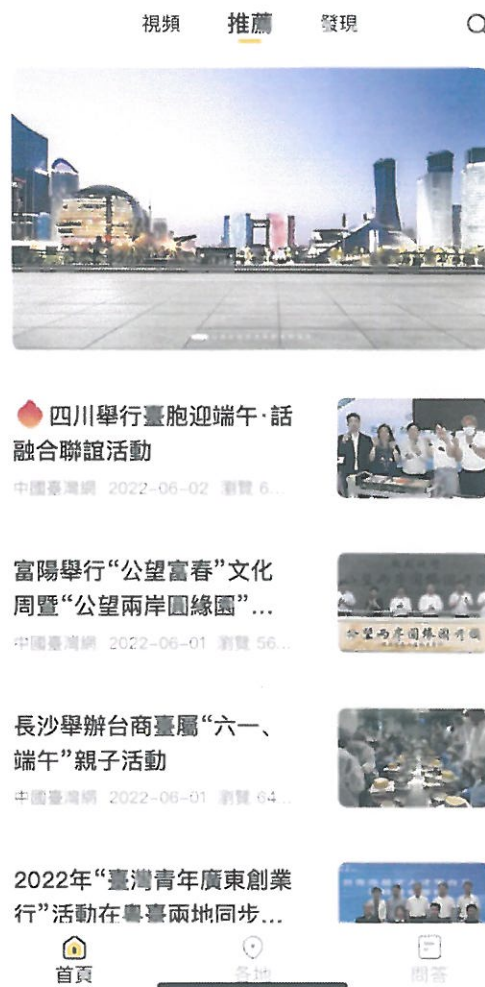 視頻 推薦 發現
四川舉行臺胞迎端午·話
融合聯誼活動
中國臺灣網 2022-06-02 瀏覽 6...
富陽舉行“公望富春”文化
周暨“公望兩岸圓緣園”...
中國臺灣網 2022-06-01 瀏覽 56...
公望兩岸圓緣園開園
長沙舉辦台商臺屬“六一、
端午”親子活動
中國臺灣網 2022-06-01 瀏覽 64...
2022年“臺灣青年廣東創業
行”活動在粵臺兩地同步...
首頁 各地 問答